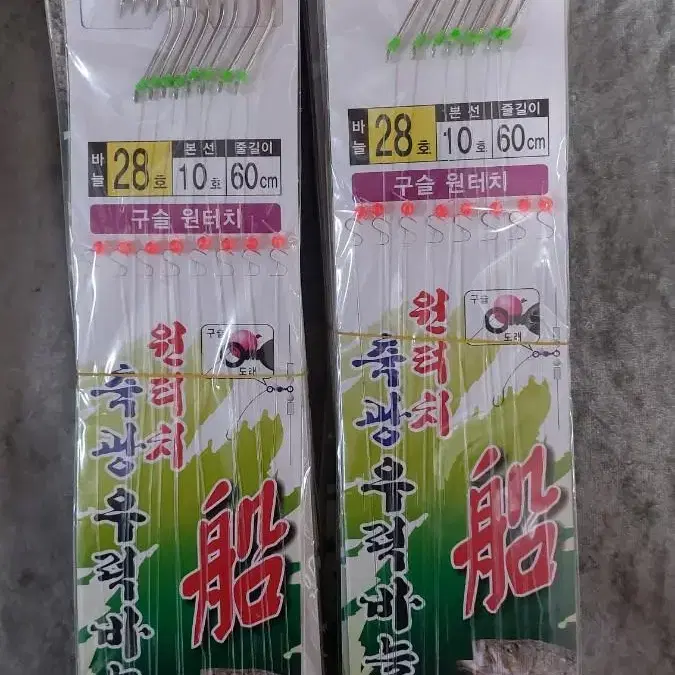 바늘 28호 본선 10호 줄길이 60cm
구슬 원터치
구슬
도래
원터치
축광우럭바
船
바늘 28호 본선 10호 줄길이 60cm
구슬 원터치
구슬
도래
원터치
축광우럭바
船